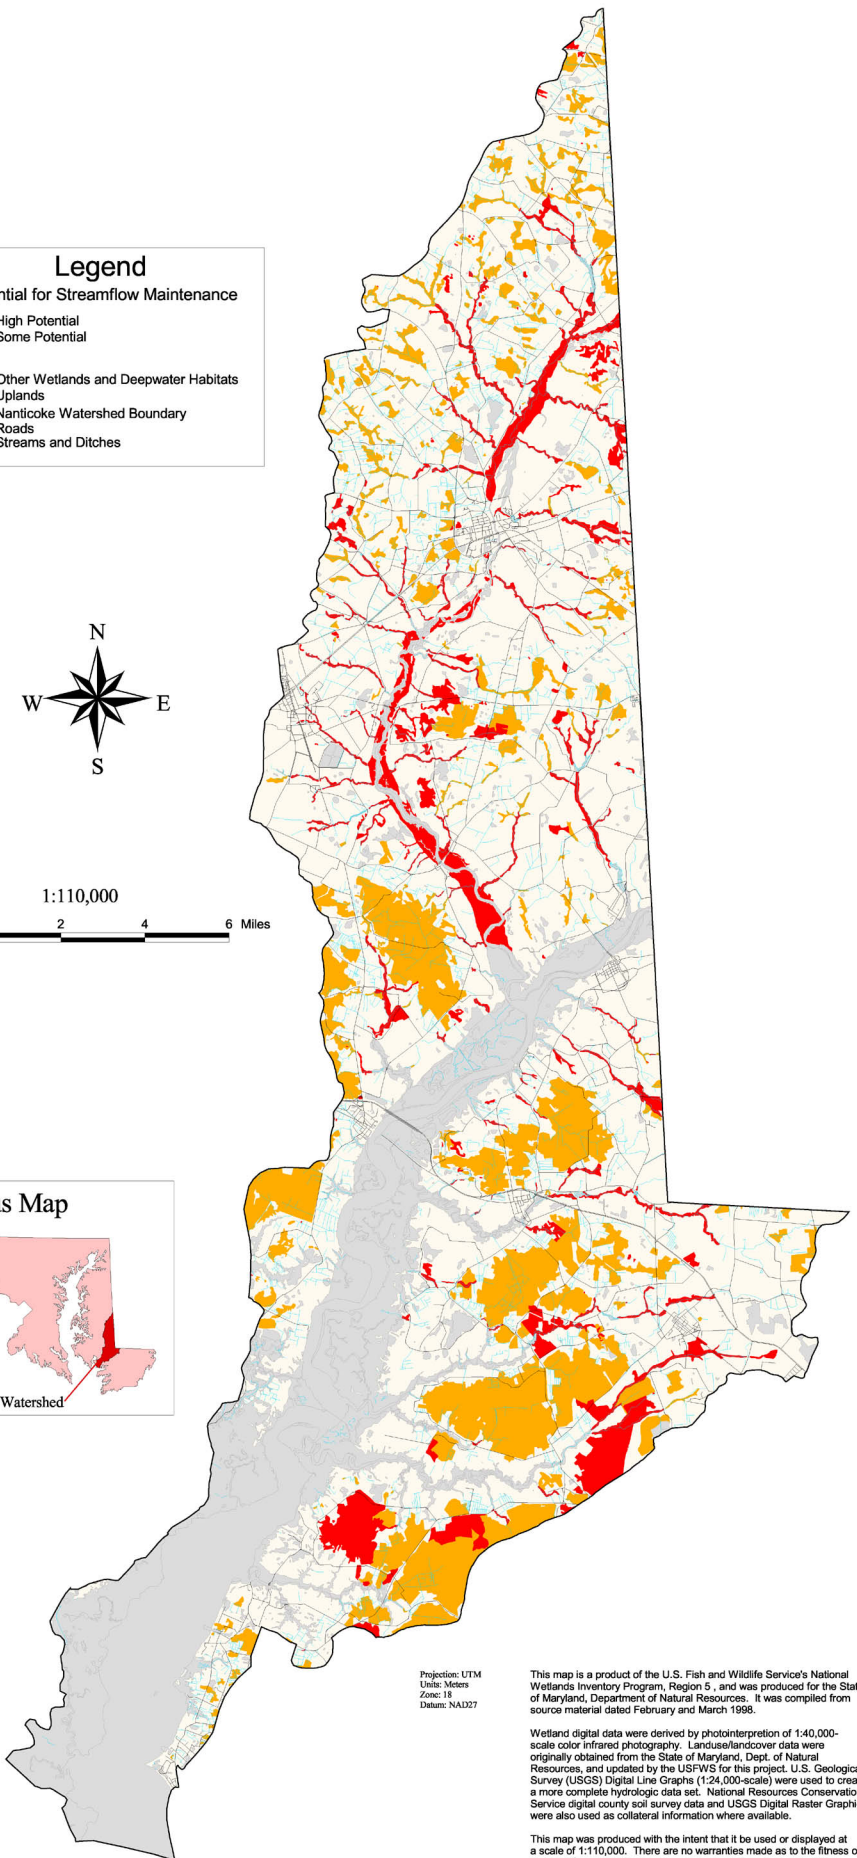 Legend
ntial for Streamflow Maintenance
High Potential
Some Potential
Other Wetlands and Deepwater Habitats
Uplands
Nanticoke Watershed Boundary
Roads
Streams and Ditches
N
W E
S
1:110,000
2 4 6 Miles
s Map
Watershed
Projection: UTM
Units: Meters
Zone: 18
Datum: NAD27
This map is a product of the U.S. Fish and Wildlife Service's National
Wetlands Inventory Program, Region 5 , and was produced for the Stat
of Maryland, Department of Natural Resources. It was compiled from
source material dated February and March 1998.
Wetland digital data were derived by photointerpretion of 1:40,000-
scale color infrared photography. Landuse/landcover data were
originally obtained from the State of Maryland, Dept. of Natural
Resources, and updated by the USFWS for this project. U.S. Geologica
Survey (USGS) Digital Line Graphs (1:24,000-scale) were used to crea
a more complete hydrologic data set. National Resources Conservatio
Service digital county soil survey data and USGS Digital Raster Graphi
were also used as collateral information where available.
This map was produced with the intent that it be used or displayed at
a scale of 1:110,000. There are no warranties made as to the fitness o